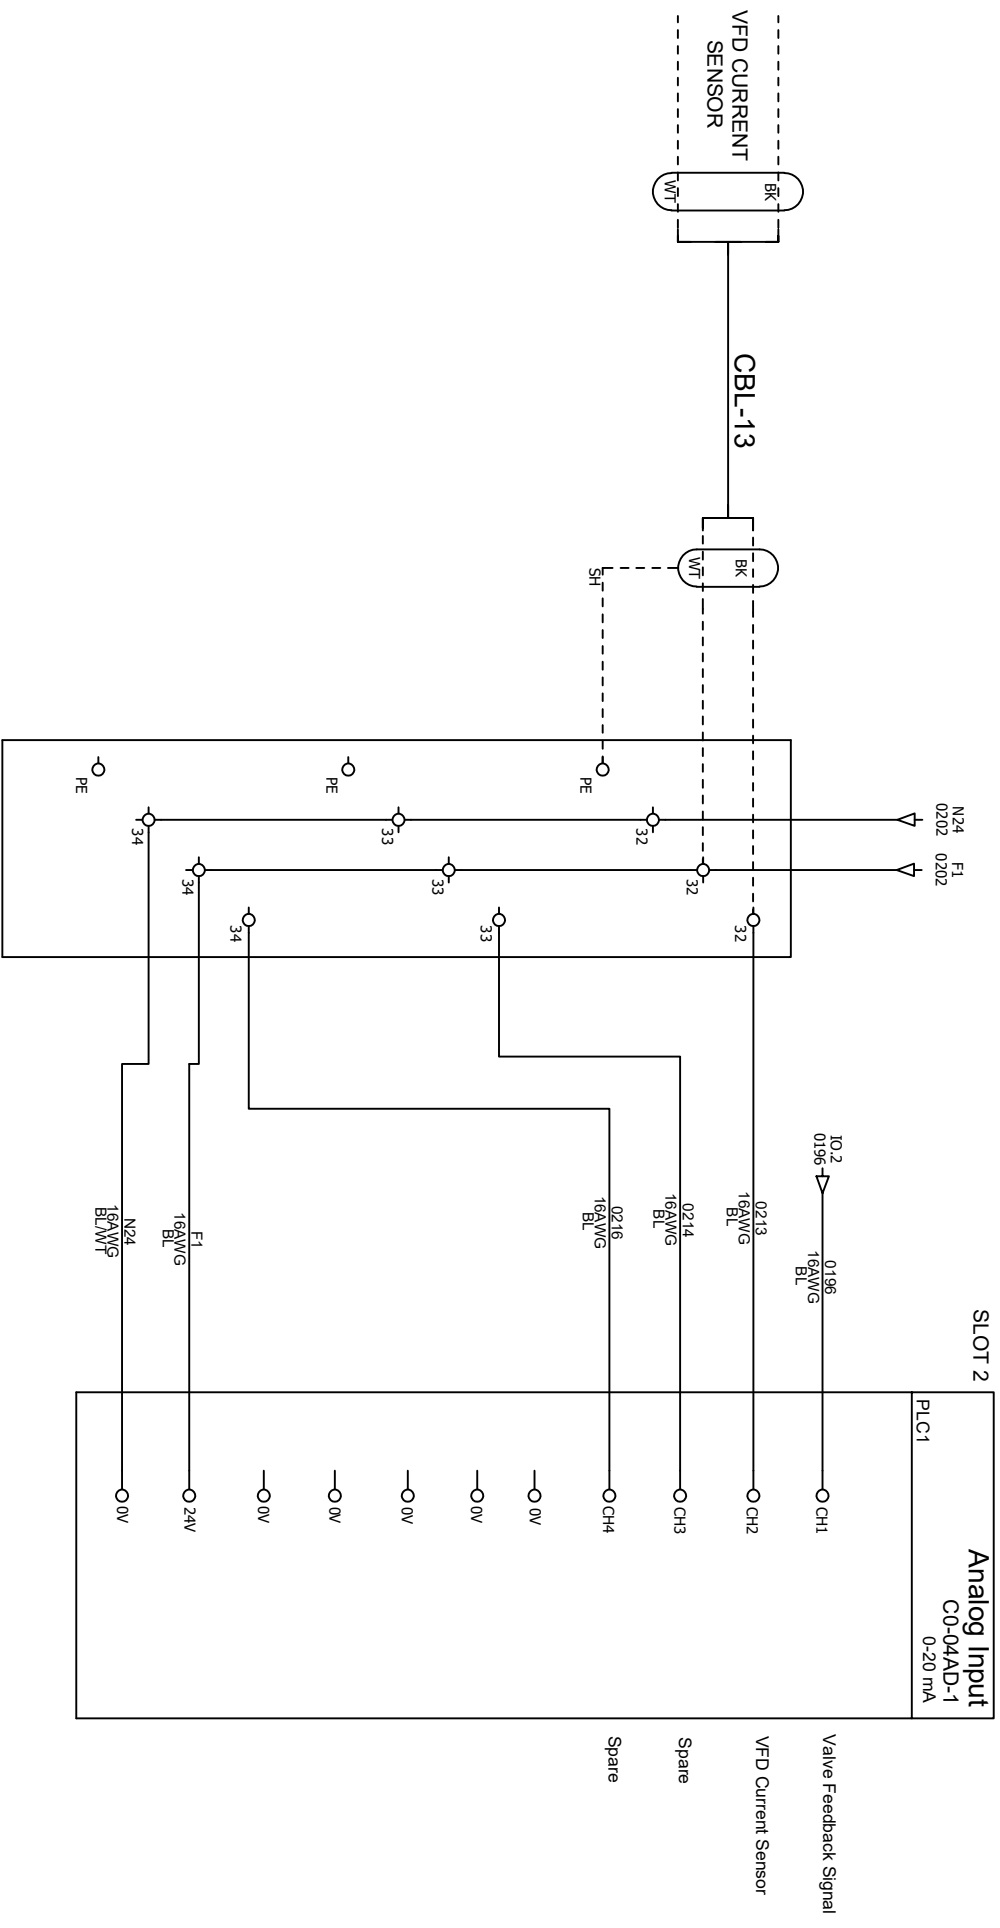 SLOT 2
PLC1
Analog Input
C0-04AD-1
0-20 mA
IO.2
0196
0196
16AWG
BL
CH1
Valve Feedback Signal
N24
0202
F1
0202
VFD CURRENT
SENSOR
BK
WT
CBL-13
BK
WT
SH
32
32
32
PE
0213
16AWG
BL
CH2
VFD Current Sensor
33
33
33
PE
0214
16AWG
BL
CH3
Spare
34
34
34
PE
0216
16AWG
BL
CH4
Spare
0V
0V
0V
0V
0V
F1
16AWG
BL
24V
N24
16AWG
BL/WT
0V